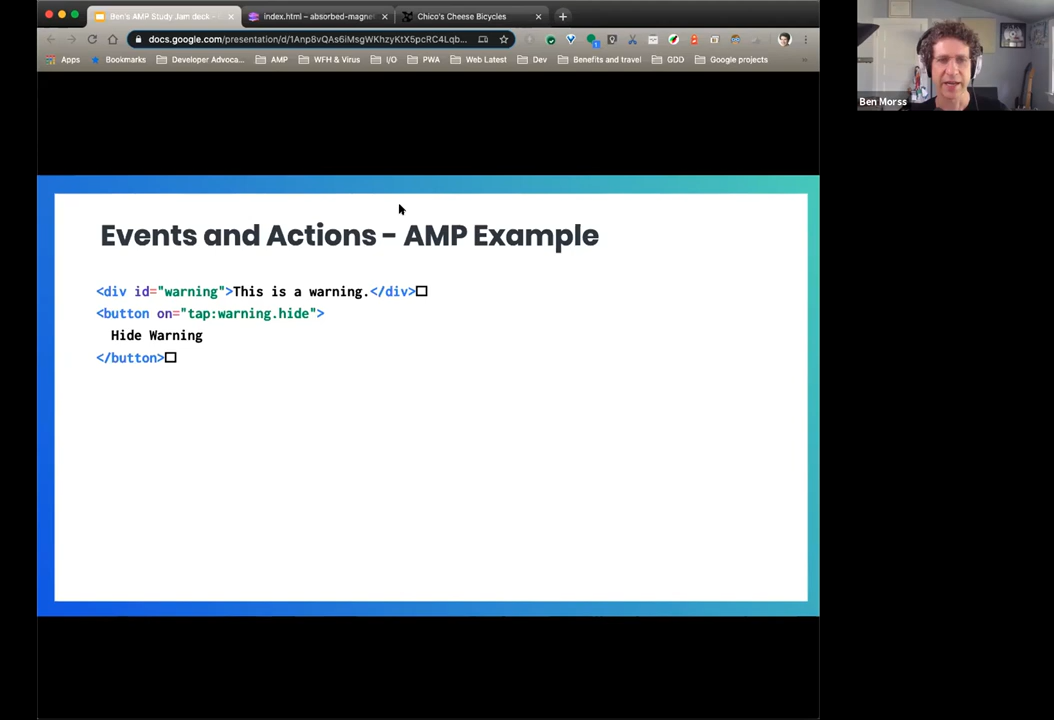 Ben's AMP Study Jam deck -
index.html – absorbed-magne
Chico's Cheese Bicycles
docs.google.com/presentation/d/1Anp8vQAs6iMsgWKhzyKtX5pcRC4Lqb...
Apps
Bookmarks
Developer Advoca...
AMP
WFH & Virus
I/O
PWA
Web Latest
Dev
Benefits and travel
GDD
Google projects
»
Ben Morss
Events and Actions - AMP Example
<div id="warning">This is a warning.</div>
<button on="tap:warning.hide">
Hide Warning
</button>